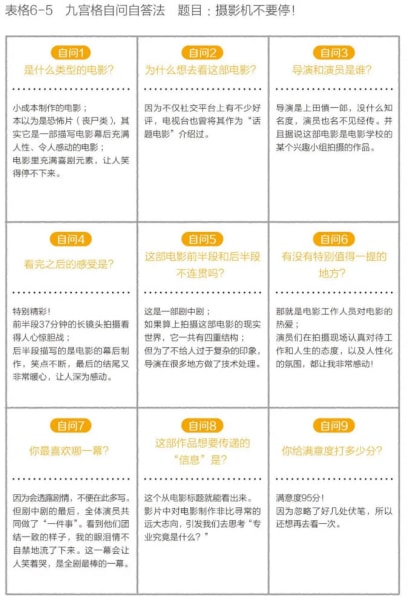 表格6-5 九宫格自问自答法 题目：摄影机不要停！
自问1
是什么类型的电影？
小成本制作的电影；
本以为是恐怖片（丧尸类），其
实它是一部描写电影幕后充满
人性、令人感动的电影；
电影里充满喜剧元素，让人笑
得停不下来。
自问2
为什么想去看这部电影？
因为不仅社交平台上有不少好
评，电视台也曾将其作为“话
题电影”介绍过。
自问3
导演和演员是谁？
导演是上田慎一郎，没什么知
名度，演员也名不见经传。并
且据说这部电影是电影学校的
某个兴趣小组拍摄的作品。
自问4
看完之后的感受是？
特别精彩！
前半段37分钟的长镜头拍摄看
得人心惊胆战；
后半段描写的是电影的幕后制
作，笑点不断，最后的结尾又
非常暖心，让人深为感动。
自问5
这部电影前半段和后半段
不连贯吗？
这是一部剧中剧；
如果算上拍摄这部电影的现实
世界，它一共有四重结构；
但为了不给人过于复杂的印象，
导演在很多地方做了技术处理。
自问6
有没有特别值得一提的
地方？
那就是电影工作人员对电影的
热爱；
演员们在拍摄现场认真对待工
作和人生的态度，以及人性化
的氛围，都让我非常感动！
自问7
你最喜欢哪一幕？
因为会透露剧情，不便在此多写。
但剧中剧的最后，全体演员共
同做了“一件事”。看到他们团
结一致的样子，我的眼泪情不
自禁地流了下来。这一幕会让
人笑着哭，是全剧最棒的一幕。
自问8
这部作品想要传递的
“信息”是？
这个从电影标题就能看出来。
影片中对电影制作非比寻常的
远大志向，引发我们去思考“专
业究竟是什么？”
自问9
你给满意度打多少分？
满意度95分！
因为忽略了好几处伏笔，所以
还想再去看一次。